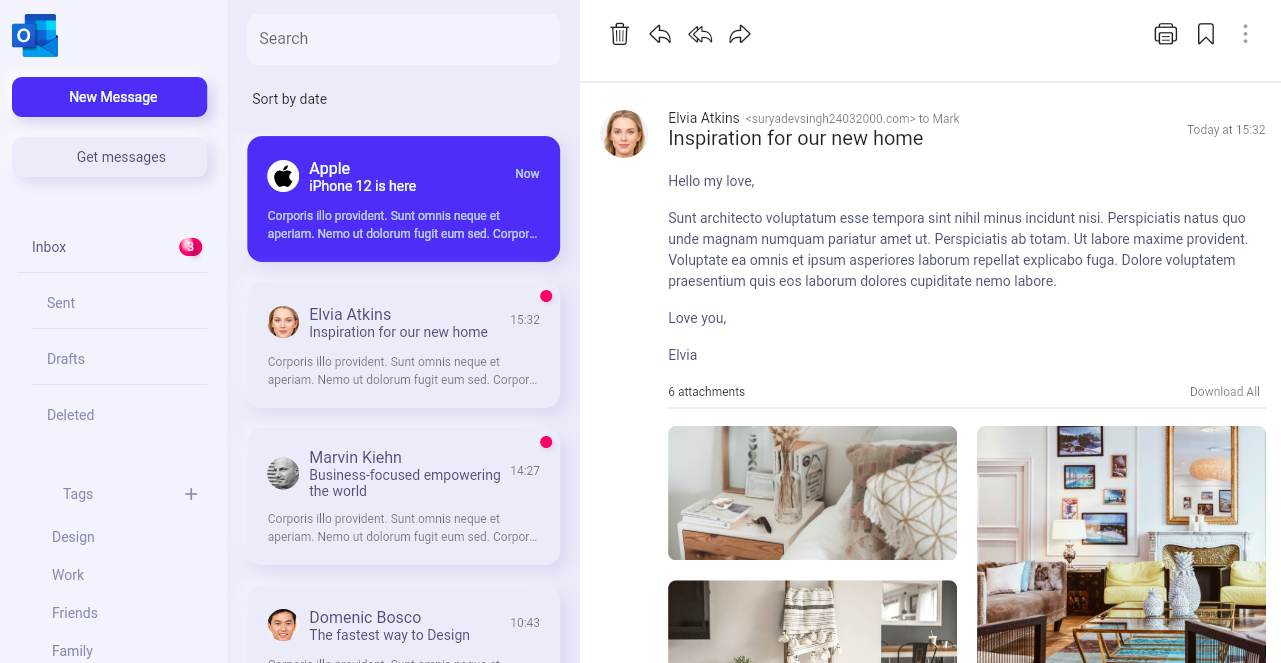 O
New Message
Get messages
Inbox
3
Sent
Drafts
Deleted
Tags
+
Design
Work
Friends
Family
Search
Sort by date
Apple
iPhone 12 is here
Now
Corporis illo provident. Sunt omnis neque et
aperiam. Nemo ut dolorum fugit eum sed. Corpor...
Elvia Atkins
Inspiration for our new home
15:32
Corporis illo provident. Sunt omnis neque et
aperiam. Nemo ut dolorum fugit eum sed. Corpor...
Marvin Kiehn
Business-focused empowering
the world
14:27
Corporis illo provident. Sunt omnis neque et
aperiam. Nemo ut dolorum fugit eum sed. Corpor...
Domenic Bosco
The fastest way to Design
10:43
Elvia Atkins <suryadevsingh24032000.com> to Mark
Inspiration for our new home
Today at 15:32
Hello my love,
Sunt architecto voluptatum esse tempora sint nihil minus incidunt nisi. Perspiciatis natus quo
unde magnam numquam pariatur amet ut. Perspiciatis ab totam. Ut labore maxime provident.
Voluptate ea omnis et ipsum asperiores laborum repellat explicabo fuga. Dolore voluptatem
praesentium quis eos laborum dolores cupiditate nemo labore.
Love you,
Elvia
6 attachments
Download All